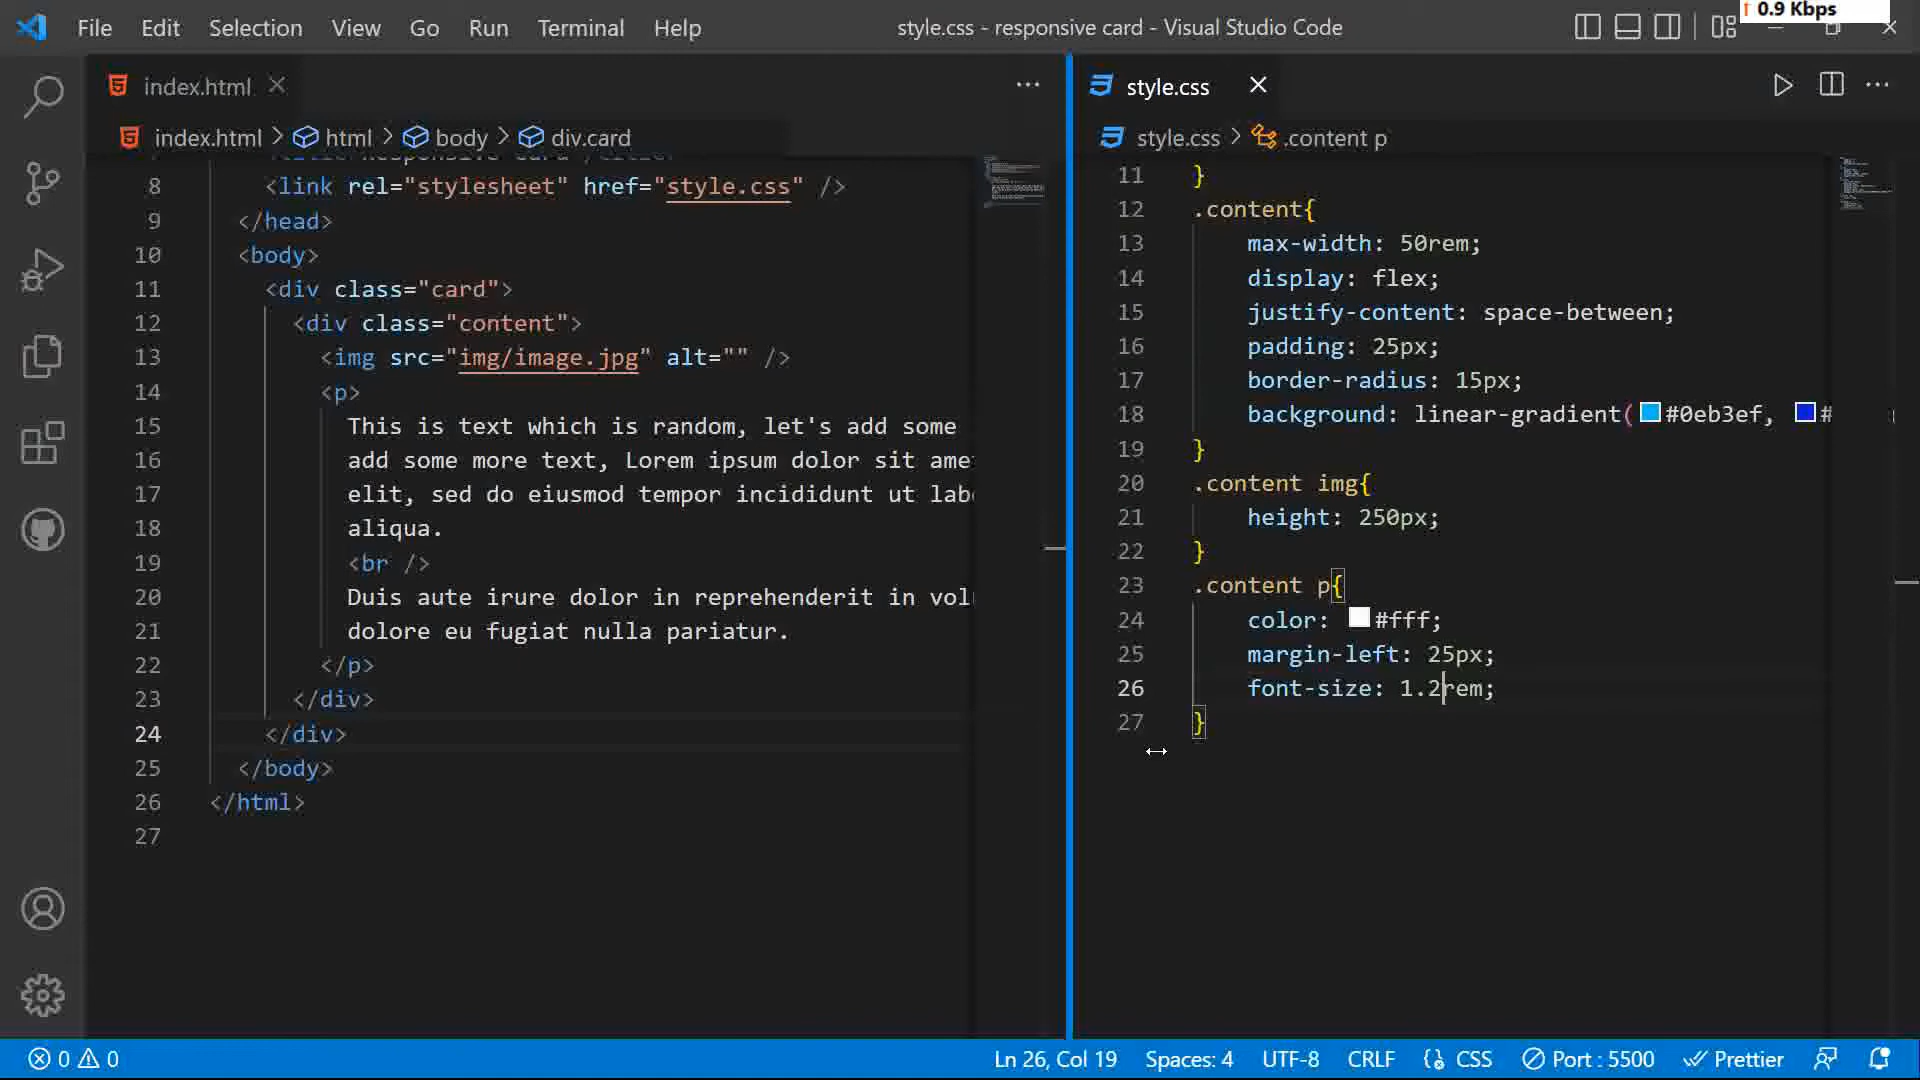 File Edit Selection View Go Run Terminal Help
style.css - responsive card - Visual Studio Code
0.9 Kbps
index.html
index.html > html > body > div.card
8 <link rel="stylesheet" href="style.css" />
9 </head>
10 <body>
11 <div class="card">
12 <div class="content">
13 <img src="img/image.jpg" alt="" />
14 <p>
15 This is text which is random, let's add some
16 add some more text, Lorem ipsum dolor sit ame
17 elit, sed do eiusmod tempor incididunt ut lab
18 aliqua.
19 <br />
20 Duis aute irure dolor in reprehenderit in vol
21 dolore eu fugiat nulla pariatur.
22 </p>
23 </div>
24 </div>
25 </body>
26 </html>
27
style.css
style.css > .content p
11 }
12 .content{
13 max-width: 50rem;
14 display: flex;
15 justify-content: space-between;
16 padding: 25px;
17 border-radius: 15px;
18 background: linear-gradient(#0eb3ef, #
19 }
20 .content img{
21 height: 250px;
22 }
23 .content p{
24 color: #fff;
25 margin-left: 25px;
26 font-size: 1.2rem;
27 }
0 0
Ln 26, Col 19 Spaces: 4 UTF-8 CRLF CSS Port : 5500 Prettier